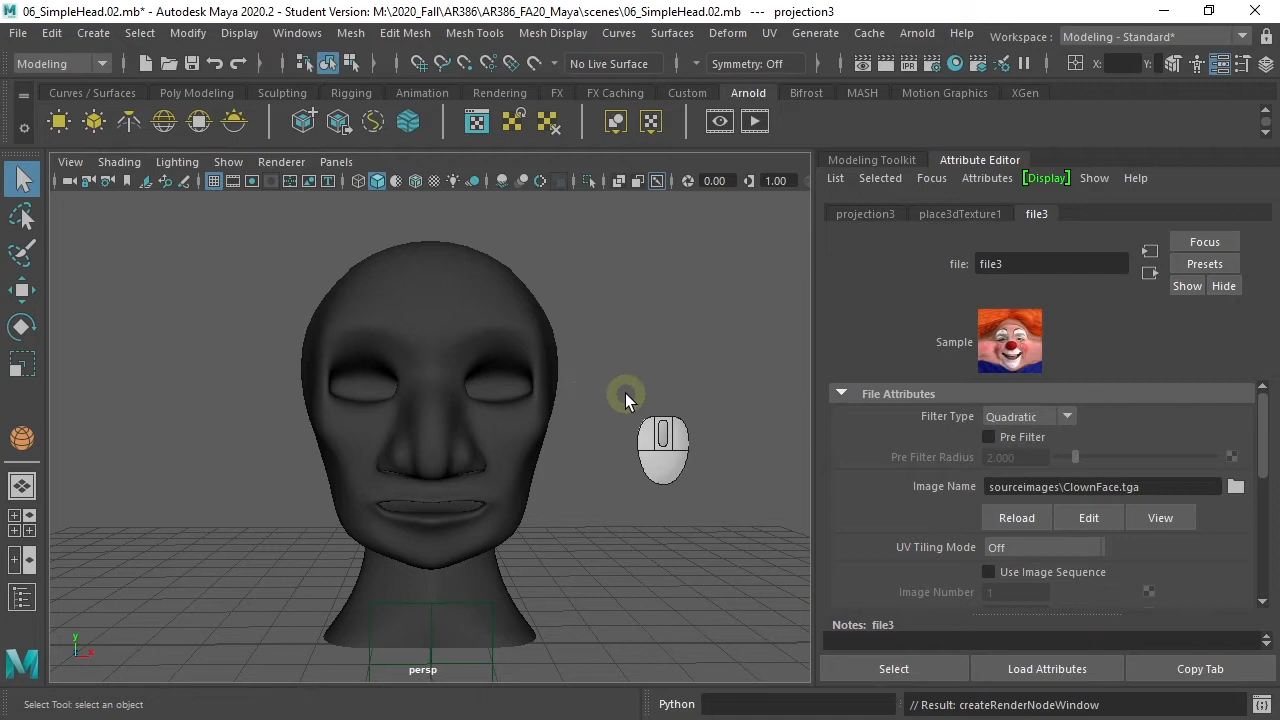 06_SimpleHead.02.mb* - Autodesk Maya 2020.2 - Student Version: M:\2020_Fall\AR386\AR386_FA20_Maya\scenes\06_SimpleHead.02.mb --- projection3
File Edit Create Select Modify Display Windows Mesh Edit Mesh Mesh Tools Mesh Display Curves Surfaces Deform UV Generate Cache Arnold Help Workspace : Modeling - Standard*
Modeling No Live Surface Symmetry: Off X: Y:
Curves / Surfaces Poly Modeling Sculpting Rigging Animation Rendering FX FX Caching Custom Arnold Bifrost MASH Motion Graphics XGen
IPR
View Shading Lighting Show Renderer Panels
0.00 1.00
Modeling Toolkit Attribute Editor
List Selected Focus Attributes [Display] Show Help
projection3 place3dTexture1 file3
Focus
file: file3 Presets
Show Hide
Sample
File Attributes
Filter Type Quadratic
Pre Filter
Pre Filter Radius 2.000
Image Name sourceimages\ClownFace.tga
Reload Edit View
UV Tiling Mode Off
Use Image Sequence
Image Number 1
Notes: file3
Select Load Attributes Copy Tab
y
x
persp
Select Tool: select an object Python // Result: createRenderNodeWindow